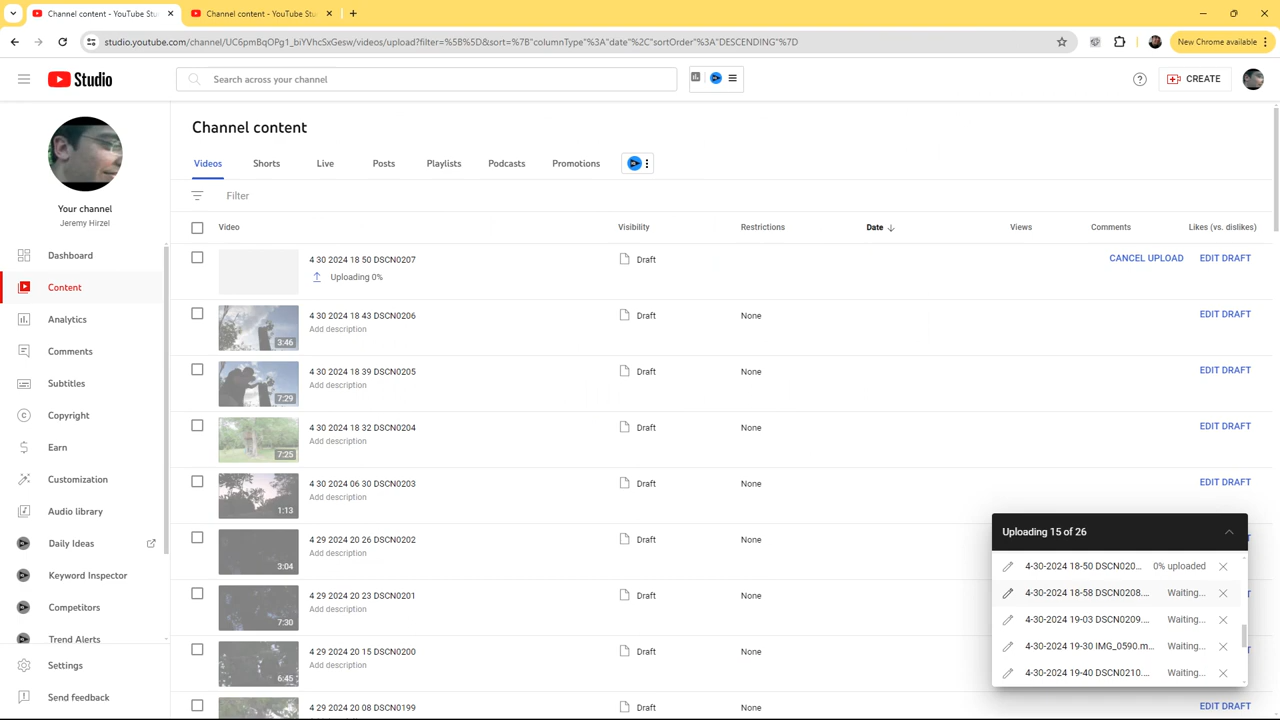 Channel content - YouTube Stu
Channel content - YouTube Stu
studio.youtube.com/channel/UC6pmBqOPg1_biYVhcSxGesw/videos/upload?filter=%5B%5D&sort=%7B"columnType"%3A"date"%2C"sortOrder"%3A"DESCENDING"%7D
New Chrome available
Studio
Search across your channel
CREATE
Your channel
Jeremy Hirzel
Dashboard
Content
Analytics
Comments
Subtitles
Copyright
Earn
Customization
Audio library
Daily Ideas
Keyword Inspector
Competitors
Trend Alerts
Settings
Send feedback
Channel content
Videos Shorts Live Posts Playlists Podcasts Promotions
Filter
Video Visibility Restrictions Date Views Comments Likes (vs. dislikes)
4 30 2024 18 50 DSCN0207 Draft CANCEL UPLOAD EDIT DRAFT
Uploading 0%
4 30 2024 18 43 DSCN0206 Draft None EDIT DRAFT
Add description
3:46
4 30 2024 18 39 DSCN0205 Draft None EDIT DRAFT
Add description
7:29
4 30 2024 18 32 DSCN0204 Draft None EDIT DRAFT
Add description
7:25
4 30 2024 06 30 DSCN0203 Draft None EDIT DRAFT
Add description
1:13
4 29 2024 20 26 DSCN0202 Draft None
Add description
3:04
4 29 2024 20 23 DSCN0201 Draft None
Add description
7:30
4 29 2024 20 15 DSCN0200 Draft None
Add description
6:45
4 29 2024 20 08 DSCN0199 Draft None EDIT DRAFT
Uploading 15 of 26
4-30-2024 18-50 DSCN020... 0% uploaded
4-30-2024 18-58 DSCN0208.... Waiting...
4-30-2024 19-03 DSCN0209.... Waiting...
4-30-2024 19-30 IMG_0590.m... Waiting...
4-30-2024 19-40 DSCN0210.... Waiting...